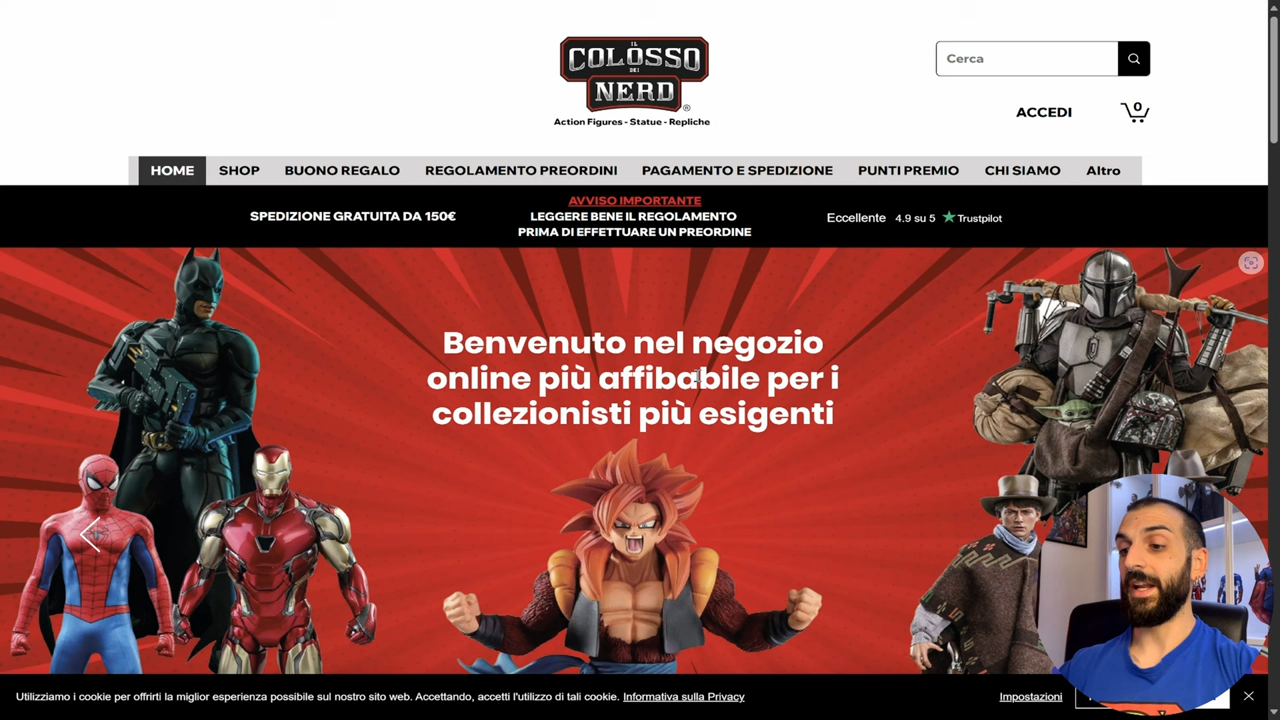 IL
COLOSSO
DEI
NERD
®
Action Figures - Statue - Repliche
Cerca
ACCEDI
0
HOME SHOP BUONO REGALO REGOLAMENTO PREORDINI PAGAMENTO E SPEDIZIONE PUNTI PREMIO CHI SIAMO Altro
SPEDIZIONE GRATUITA DA 150€
AVVISO IMPORTANTE
LEGGERE BENE IL REGOLAMENTO
PRIMA DI EFFETTUARE UN PREORDINE
Eccellente 4.9 su 5 Trustpilot
Benvenuto nel negozio
online più affibabile per i
collezionisti più esigenti
Utilizziamo i cookie per offrirti la miglior esperienza possibile sul nostro sito web. Accettando, accetti l'utilizzo di tali cookie. Informativa sulla Privacy
Impostazioni